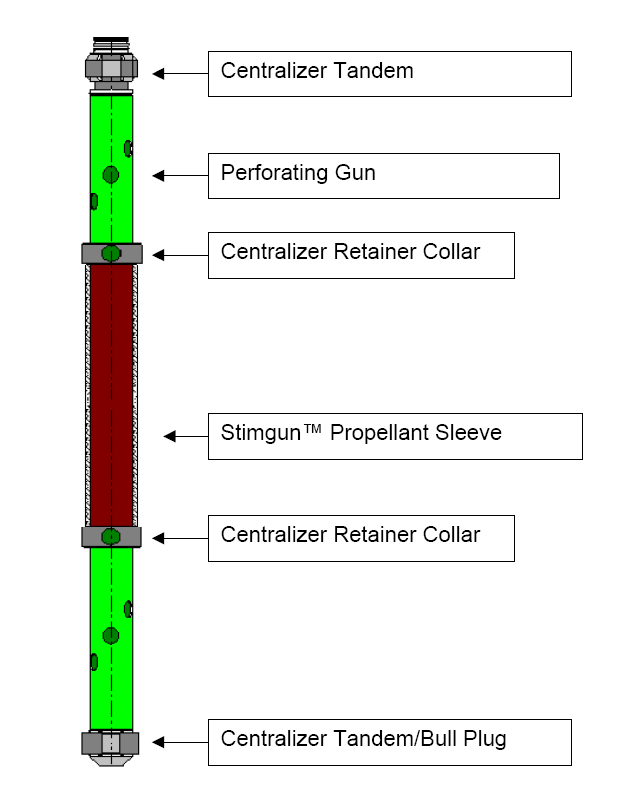 Centralizer Tandem
Perforating Gun
Centralizer Retainer Collar
Stimgun™ Propellant Sleeve
Centralizer Retainer Collar
Centralizer Tandem/Bull Plug